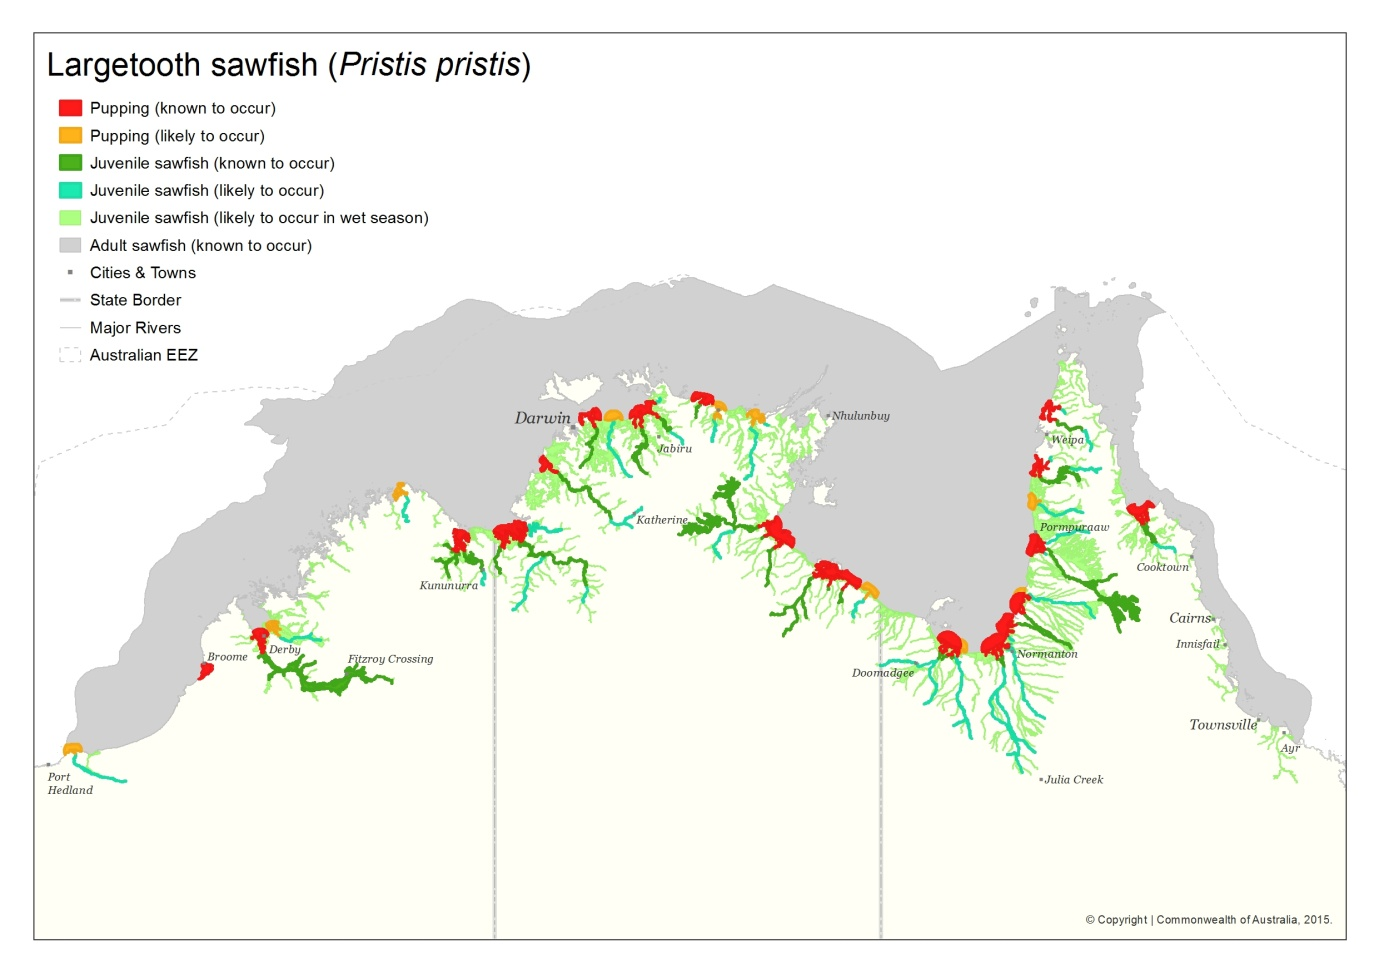 Largetooth sawfish (Pristis pristis)
Pupping (known to occur)
Pupping (likely to occur)
Juvenile sawfish (known to occur)
Juvenile sawfish (likely to occur)
Juvenile sawfish (likely to occur in wet season)
Adult sawfish (known to occur)
Cities & Towns
State Border
Major Rivers
Australian EEZ
Darwin
Nhulunbuy
Jabiru
Weipa
Katherine
Pormpuraaw
Cooktown
Kununurra
Cairns
Innisfail
Derby
Broome
Fitzroy Crossing
Normanton
Doomadgee
Townsville
Ayr
Port
Hedland
Julia Creek
© Copyright | Commonwealth of Australia, 2015.